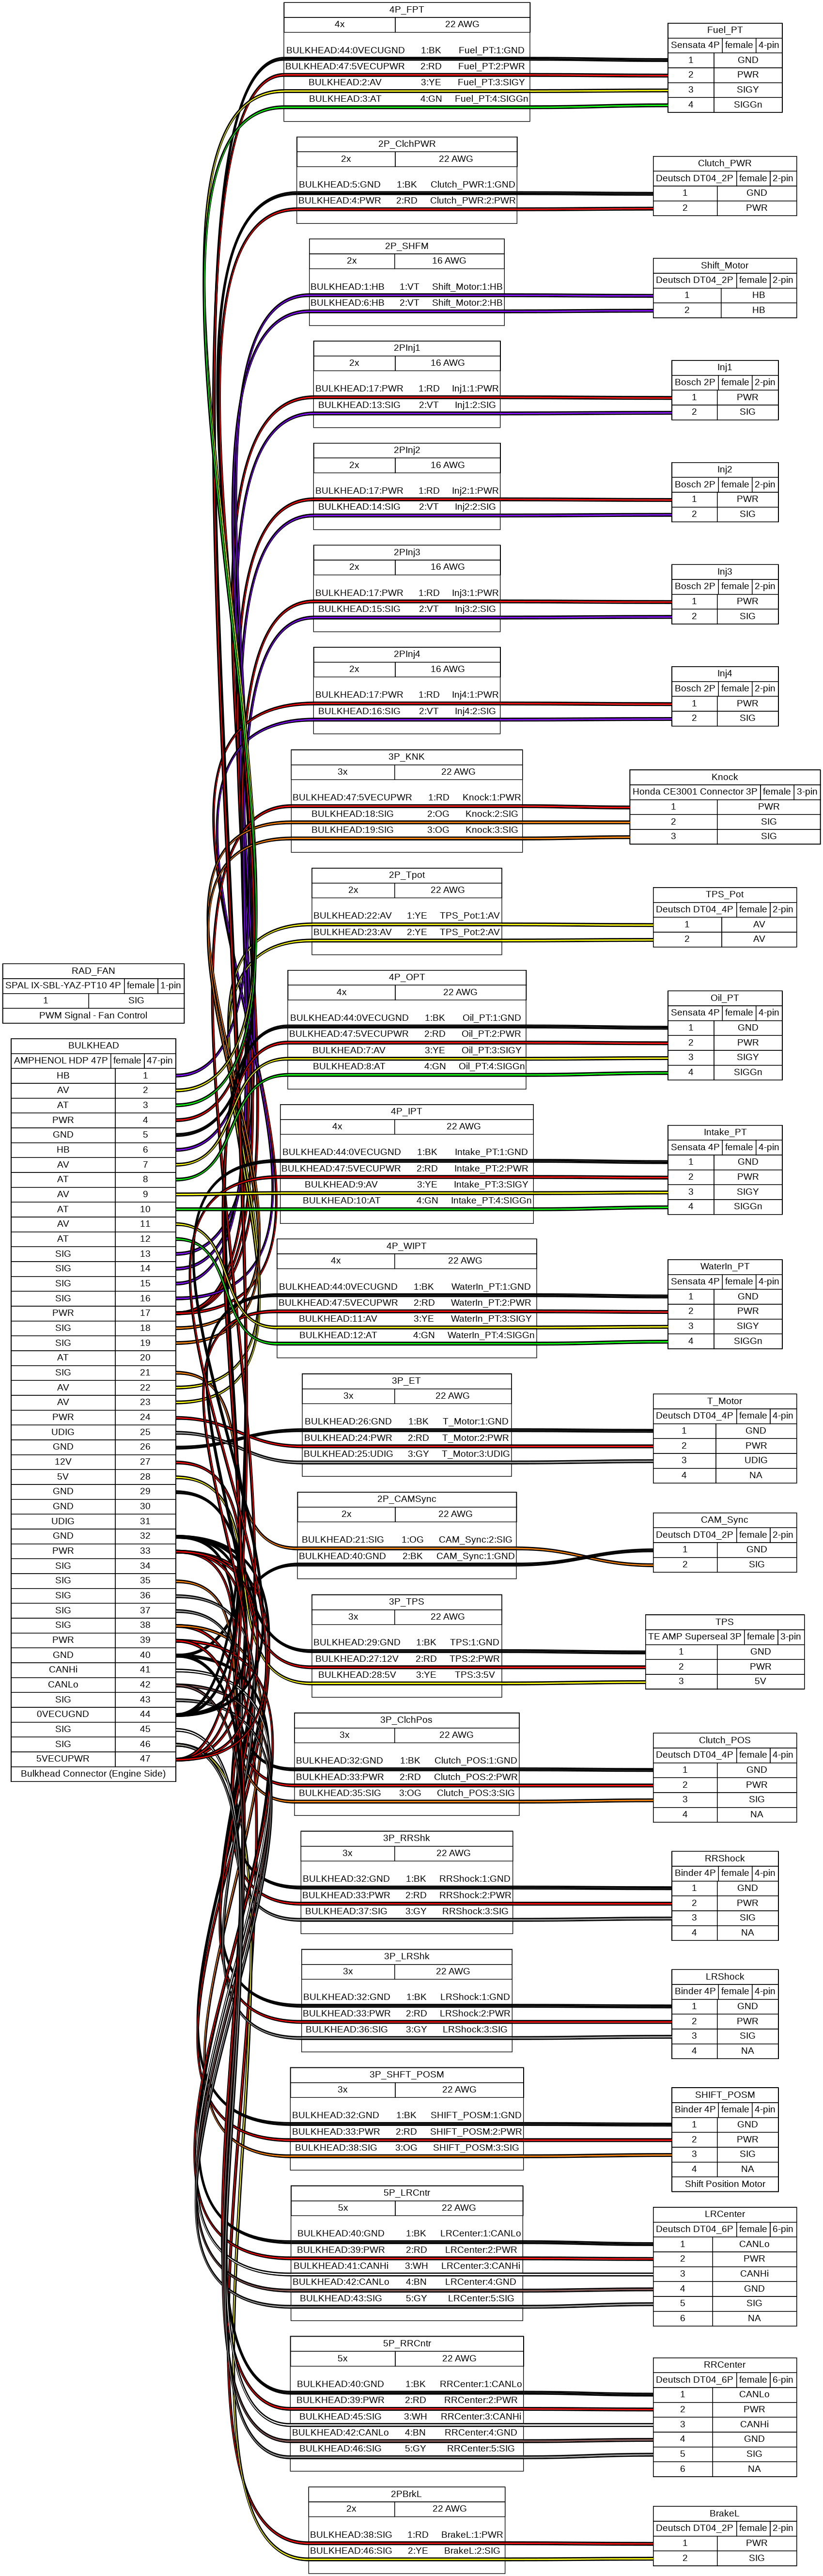 4P_FPT
4x 22 AWG
BULKHEAD:44:0VECUGND 1:BK Fuel_PT:1:GND
BULKHEAD:47:5VECUPWR 2:RD Fuel_PT:2:PWR
BULKHEAD:2:AV 3:YE Fuel_PT:3:SIGY
BULKHEAD:3:AT 4:GN Fuel_PT:4:SIGGn
Fuel_PT
Sensata 4P female 4-pin
1 GND
2 PWR
3 SIGY
4 SIGGn
2P_ClchPWR
2x 22 AWG
BULKHEAD:5:GND 1:BK Clutch_PWR:1:GND
BULKHEAD:4:PWR 2:RD Clutch_PWR:2:PWR
Clutch_PWR
Deutsch DT04_2P female 2-pin
1 GND
2 PWR
2P_SHFM
2x 16 AWG
BULKHEAD:1:HB 1:VT Shift_Motor:1:HB
BULKHEAD:6:HB 2:VT Shift_Motor:2:HB
Shift_Motor
Deutsch DT04_2P female 2-pin
1 HB
2 HB
2PInj1
2x 16 AWG
BULKHEAD:17:PWR 1:RD Inj1:1:PWR
BULKHEAD:13:SIG 2:VT Inj1:2:SIG
Inj1
Bosch 2P female 2-pin
1 PWR
2 SIG
2PInj2
2x 16 AWG
BULKHEAD:17:PWR 1:RD Inj2:1:PWR
BULKHEAD:14:SIG 2:VT Inj2:2:SIG
Inj2
Bosch 2P female 2-pin
1 PWR
2 SIG
2PInj3
2x 16 AWG
BULKHEAD:17:PWR 1:RD Inj3:1:PWR
BULKHEAD:15:SIG 2:VT Inj3:2:SIG
Inj3
Bosch 2P female 2-pin
1 PWR
2 SIG
2PInj4
2x 16 AWG
BULKHEAD:17:PWR 1:RD Inj4:1:PWR
BULKHEAD:16:SIG 2:VT Inj4:2:SIG
Inj4
Bosch 2P female 2-pin
1 PWR
2 SIG
3P_KNK
3x 22 AWG
BULKHEAD:47:5VECUPWR 1:RD Knock:1:PWR
BULKHEAD:18:SIG 2:OG Knock:2:SIG
BULKHEAD:19:SIG 3:OG Knock:3:SIG
Knock
Honda CE3001 Connector 3P female 3-pin
1 PWR
2 SIG
3 SIG
2P_Tpot
2x 22 AWG
BULKHEAD:22:AV 1:YE TPS_Pot:1:AV
BULKHEAD:23:AV 2:YE TPS_Pot:2:AV
TPS_Pot
Deutsch DT04_4P female 2-pin
1 AV
2 AV
RAD_FAN
SPAL IX-SBL-YAZ-PT10 4P female 1-pin
1 SIG
PWM Signal - Fan Control
BULKHEAD
AMPHENOL HDP 47P female 47-pin
HB 1
AV 2
AT 3
PWR 4
GND 5
HB 6
AV 7
AT 8
AV 9
AT 10
AV 11
AT 12
SIG 13
SIG 14
SIG 15
SIG 16
PWR 17
SIG 18
SIG 19
AT 20
SIG 21
AV 22
AV 23
PWR 24
UDIG 25
GND 26
12V 27
5V 28
GND 29
GND 30
UDIG 31
GND 32
PWR 33
SIG 34
SIG 35
SIG 36
SIG 37
SIG 38
PWR 39
GND 40
CANHi 41
CANLo 42
SIG 43
0VECUGND 44
SIG 45
SIG 46
5VECUPWR 47
Bulkhead Connector (Engine Side)
4P_OPT
4x 22 AWG
BULKHEAD:44:0VECUGND 1:BK Oil_PT:1:GND
BULKHEAD:47:5VECUPWR 2:RD Oil_PT:2:PWR
BULKHEAD:7:AV 3:YE Oil_PT:3:SIGY
BULKHEAD:8:AT 4:GN Oil_PT:4:SIGGn
Oil_PT
Sensata 4P female 4-pin
1 GND
2 PWR
3 SIGY
4 SIGGn
4P_IPT
4x 22 AWG
BULKHEAD:44:0VECUGND 1:BK Intake_PT:1:GND
BULKHEAD:47:5VECUPWR 2:RD Intake_PT:2:PWR
BULKHEAD:9:AV 3:YE Intake_PT:3:SIGY
BULKHEAD:10:AT 4:GN Intake_PT:4:SIGGn
Intake_PT
Sensata 4P female 4-pin
1 GND
2 PWR
3 SIGY
4 SIGGn
4P_WIPT
4x 22 AWG
BULKHEAD:44:0VECUGND 1:BK WaterIn_PT:1:GND
BULKHEAD:47:5VECUPWR 2:RD WaterIn_PT:2:PWR
BULKHEAD:11:AV 3:YE WaterIn_PT:3:SIGY
BULKHEAD:12:AT 4:GN WaterIn_PT:4:SIGGn
WaterIn_PT
Sensata 4P female 4-pin
1 GND
2 PWR
3 SIGY
4 SIGGn
3P_ET
3x 22 AWG
BULKHEAD:26:GND 1:BK T_Motor:1:GND
BULKHEAD:24:PWR 2:RD T_Motor:2:PWR
BULKHEAD:25:UDIG 3:GY T_Motor:3:UDIG
T_Motor
Deutsch DT04_4P female 4-pin
1 GND
2 PWR
3 UDIG
4 NA
2P_CAMSync
2x 22 AWG
BULKHEAD:21:SIG 1:OG CAM_Sync:2:SIG
BULKHEAD:40:GND 2:BK CAM_Sync:1:GND
CAM_Sync
Deutsch DT04_2P female 2-pin
1 GND
2 SIG
3P_TPS
3x 22 AWG
BULKHEAD:29:GND 1:BK TPS:1:GND
BULKHEAD:27:12V 2:RD TPS:2:PWR
BULKHEAD:28:5V 3:YE TPS:3:5V
TPS
TE AMP Superseal 3P female 3-pin
1 GND
2 PWR
3 5V
3P_ClchPos
3x 22 AWG
BULKHEAD:32:GND 1:BK Clutch_POS:1:GND
BULKHEAD:33:PWR 2:RD Clutch_POS:2:PWR
BULKHEAD:35:SIG 3:OG Clutch_POS:3:SIG
Clutch_POS
Deutsch DT04_4P female 4-pin
1 GND
2 PWR
3 SIG
4 NA
3P_RRShk
3x 22 AWG
BULKHEAD:32:GND 1:BK RRShock:1:GND
BULKHEAD:33:PWR 2:RD RRShock:2:PWR
BULKHEAD:37:SIG 3:GY RRShock:3:SIG
RRShock
Binder 4P female 4-pin
1 GND
2 PWR
3 SIG
4 NA
3P_LRShk
3x 22 AWG
BULKHEAD:32:GND 1:BK LRShock:1:GND
BULKHEAD:33:PWR 2:RD LRShock:2:PWR
BULKHEAD:36:SIG 3:GY LRShock:3:SIG
LRShock
Binder 4P female 4-pin
1 GND
2 PWR
3 SIG
4 NA
3P_SHFT_POSM
3x 22 AWG
BULKHEAD:32:GND 1:BK SHIFT_POSM:1:GND
BULKHEAD:33:PWR 2:RD SHIFT_POSM:2:PWR
BULKHEAD:38:SIG 3:OG SHIFT_POSM:3:SIG
SHIFT_POSM
Binder 4P female 4-pin
1 GND
2 PWR
3 SIG
4 NA
Shift Position Motor
5P_LRCntr
5x 22 AWG
BULKHEAD:40:GND 1:BK LRCenter:1:CANLo
BULKHEAD:39:PWR 2:RD LRCenter:2:PWR
BULKHEAD:41:CANHi 3:WH LRCenter:3:CANHi
BULKHEAD:42:CANLo 4:BN LRCenter:4:GND
BULKHEAD:43:SIG 5:GY LRCenter:5:SIG
LRCenter
Deutsch DT04_6P female 6-pin
1 CANLo
2 PWR
3 CANHi
4 GND
5 SIG
6 NA
5P_RRCntr
5x 22 AWG
BULKHEAD:40:GND 1:BK RRCenter:1:CANLo
BULKHEAD:39:PWR 2:RD RRCenter:2:PWR
BULKHEAD:45:SIG 3:WH RRCenter:3:CANHi
BULKHEAD:42:CANLo 4:BN RRCenter:4:GND
BULKHEAD:46:SIG 5:GY RRCenter:5:SIG
RRCenter
Deutsch DT04_6P female 6-pin
1 CANLo
2 PWR
3 CANHi
4 GND
5 SIG
6 NA
2PBrkL
2x 22 AWG
BULKHEAD:38:SIG 1:RD BrakeL:1:PWR
BULKHEAD:46:SIG 2:YE BrakeL:2:SIG
BrakeL
Deutsch DT04_2P female 2-pin
1 PWR
2 SIG